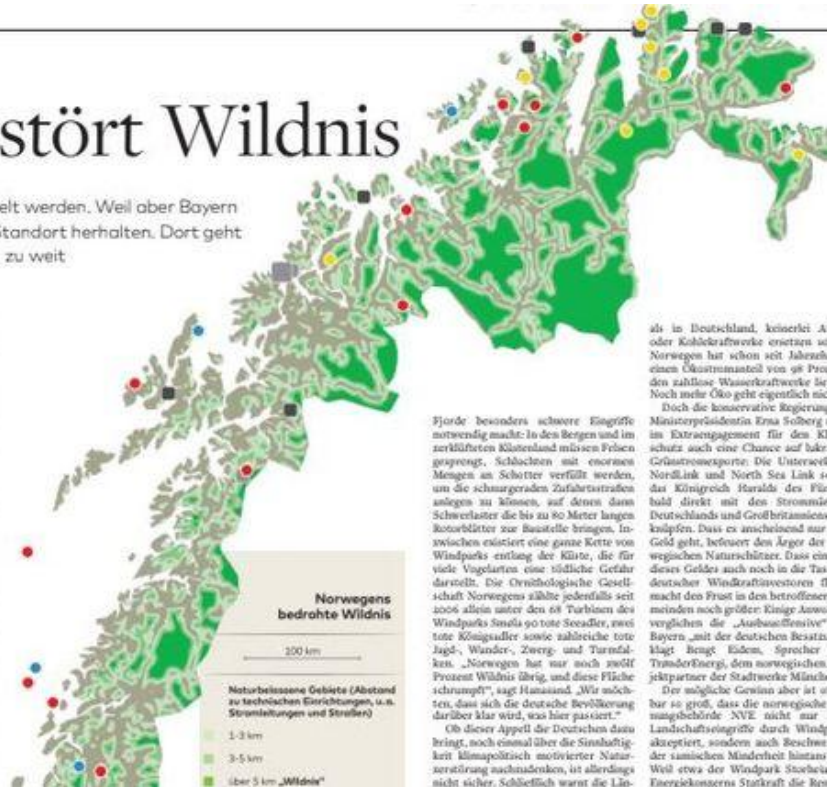 stört Wildnis
elt werden. Weil aber Bayern
Standort herhalten. Dort geht
zu weit
Norwegens
bedrohte Wildnis
100 km
Naturbelassene Gebiete (Abstand
zu technischen Einrichtungen, u.a.
Stromleitungen und Straßen)
1-3 km
3-5 km
über 5 km „Wildnis"
Fjorde besonders schwere Eingriffe
notwendig macht: In den Bergen und im
zerklüfteten Küstenland müssen Felsen
gesprengt, Schluchten mit enormen
Mengen an Schotter verfüllt werden,
um die schnurgeraden Zufahrtsstraßen
anlegen zu können, auf denen dann
Schwerlaster die bis zu 80 Meter langen
Rotorblätter zur Baustelle bringen. In-
zwischen existiert eine ganze Kette von
Windparks entlang der Küste, die für
viele Vogelarten eine tödliche Gefahr
darstellt. Die Ornithologische Gesell-
schaft Norwegens zählte jedenfalls seit
2006 allein unter den 68 Turbinen des
Windparks Smøla 90 tote Seeadler, zwei
tote Königsadler sowie zahlreiche tote
Jagd-, Wander-, Zwerg- und Turmfal-
ken. „Norwegen hat nur noch zwölf
Prozent Wildnis übrig, und diese Fläche
schrumpft", sagt Hanasand. „Wir möch-
ten, dass sich die deutsche Bevölkerung
darüber klar wird, was hier passiert."
Ob dieser Appell die Deutschen dazu
bringt, noch einmal über die Sinnhaftig-
keit klimapolitisch motivierter Natur-
zerstörung nachzudenken, ist allerdings
nicht sicher. Schließlich warnt die Län-
als in Deutschland, keinerlei A
oder Kohlekraftwerke ersetzen so
Norwegen hat schon seit Jahrzeh
einen Ökostromanteil von 98 Proz
den zahllose Wasserkraftwerke lie
Noch mehr Öko geht eigentlich nic
Doch die konservative Regierung
Ministerpräsidentin Erna Solberg
im Extraengagement für den Kl
schutz auch eine Chance auf lukr
Grünstromexporte: Die Unterseek
NordLink und North Sea Link so
das Königreich Haralds des Fün
bald direkt mit den Strommär
Deutschlands und Großbritanniens
knüpfen. Dass es anscheinend nur
Geld geht, befeuert den Ärger der
wegischen Naturschützer. Dass ein
dieses Geldes auch noch in die Tas
deutscher Windkraftinvestoren fl
macht den Frust in den betroffenen
meinden noch größer: Einige Anwo
verglichen die „Ausbauoffensive"
Bayern „mit der deutschen Besatz
klagt Bengt Eidem, Sprecher
TrønderEnergi, dem norwegischen
jektpartner der Stadtwerke Münch
Der mögliche Gewinn aber ist o
bar so groß, dass die norwegische
mungsbehörde NVE nicht nur
Landschaftseingriffe durch Windp
akzeptiert, sondern auch Beschwe
der samischen Minderheit hintans
Weil etwa der Windpark Storheia
Energiekonzerns Statkraft die Ren